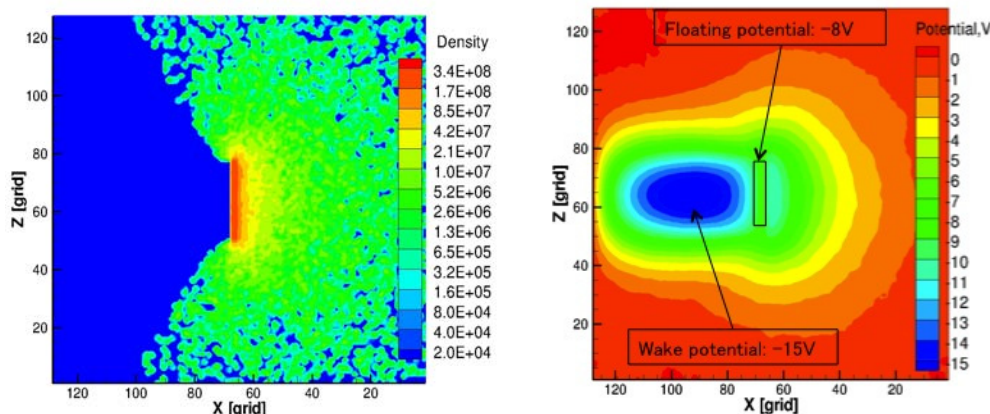 Density
3.4E+08
1.7E+08
8.5E+07
4.2E+07
2.1E+07
1.0E+07
5.2E+06
2.6E+06
1.3E+06
6.5E+05
3.2E+05
1.6E+05
8.0E+04
4.0E+04
2.0E+04
120
100
80
60
40
20
Z [grid]
120 100 80 60 40 20
X [grid]
Floating potential: -8V
Potential,V
0
-1
-2
-3
-4
-5
-6
-7
-8
-9
-10
-11
-12
-13
-14
-15
120
100
80
60
40
20
Z [grid]
Wake potential: -15V
120 100 80 60 40 20
X [grid]